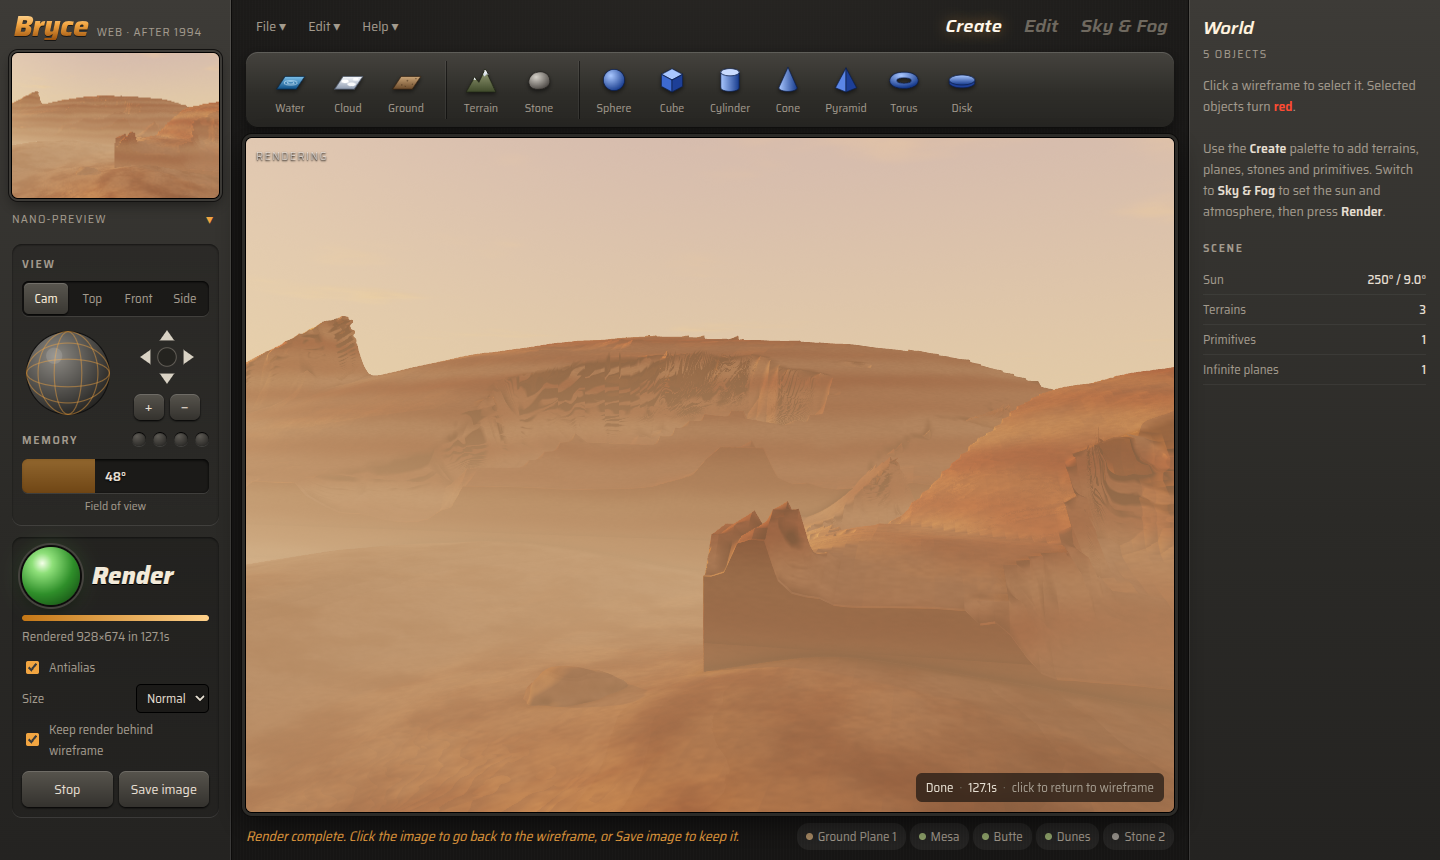 Bryce WEB · AFTER 1994
File ▾ Edit ▾ Help ▾
Create Edit Sky & Fog
Water Cloud Ground Terrain Stone Sphere Cube Cylinder Cone Pyramid Torus Disk
NANO-PREVIEW ▼
VIEW
Cam Top Front Side
+ −
MEMORY
48°
Field of view
Render
Rendered 928×674 in 127.1s
Antialias
Size Normal
Keep render behind
wireframe
Stop Save image
RENDERING
Done · 127.1s · click to return to wireframe
Render complete. Click the image to go back to the wireframe, or Save image to keep it.
Ground Plane 1 Mesa Butte Dunes Stone 2
World
5 OBJECTS
Click a wireframe to select it. Selected
objects turn red.
Use the Create palette to add terrains,
planes, stones and primitives. Switch
to Sky & Fog to set the sun and
atmosphere, then press Render.
SCENE
Sun 250° / 9.0°
Terrains 3
Primitives 1
Infinite planes 1